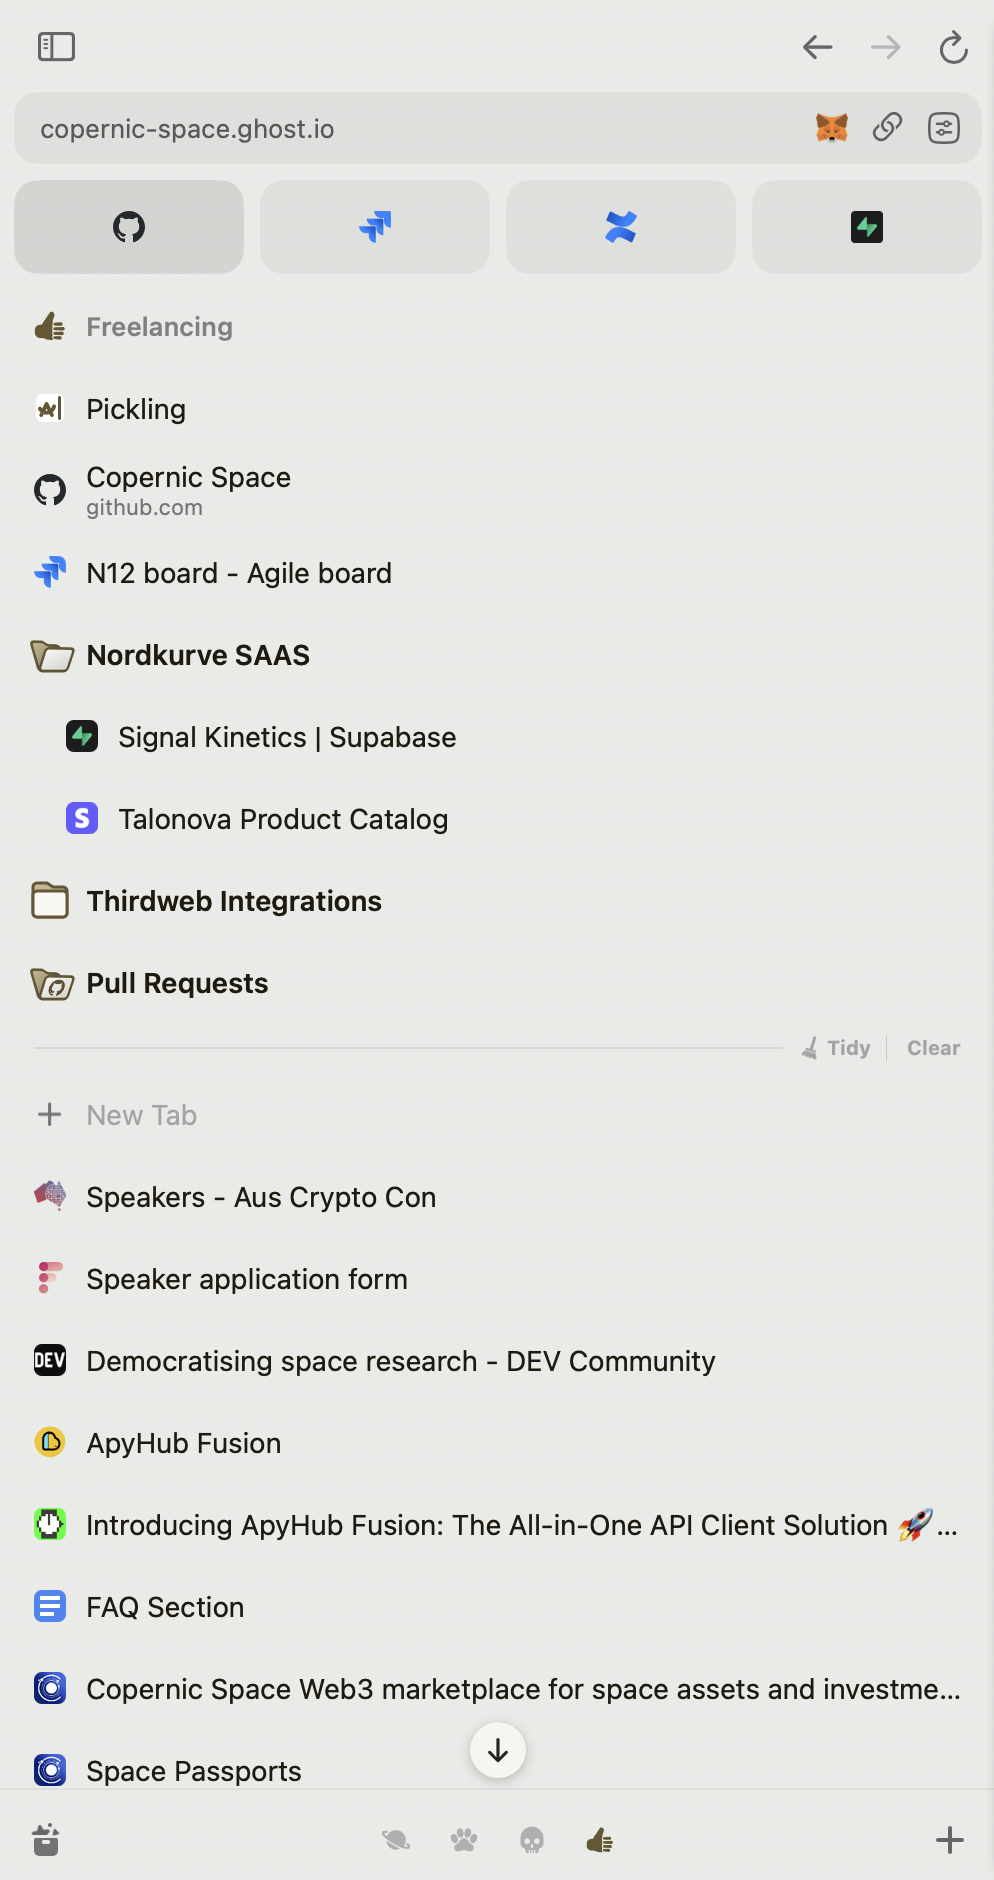 copernic-space.ghost.io
Freelancing
Pickling
Copernic Space
github.com
N12 board - Agile board
Nordkurve SAAS
Signal Kinetics | Supabase
S Talonova Product Catalog
Thirdweb Integrations
Pull Requests
Tidy Clear
New Tab
Speakers - Aus Crypto Con
Speaker application form
DEV Democratising space research - DEV Community
ApyHub Fusion
Introducing ApyHub Fusion: The All-in-One API Client Solution 🚀...
FAQ Section
Copernic Space Web3 marketplace for space assets and investme...
Space Passports